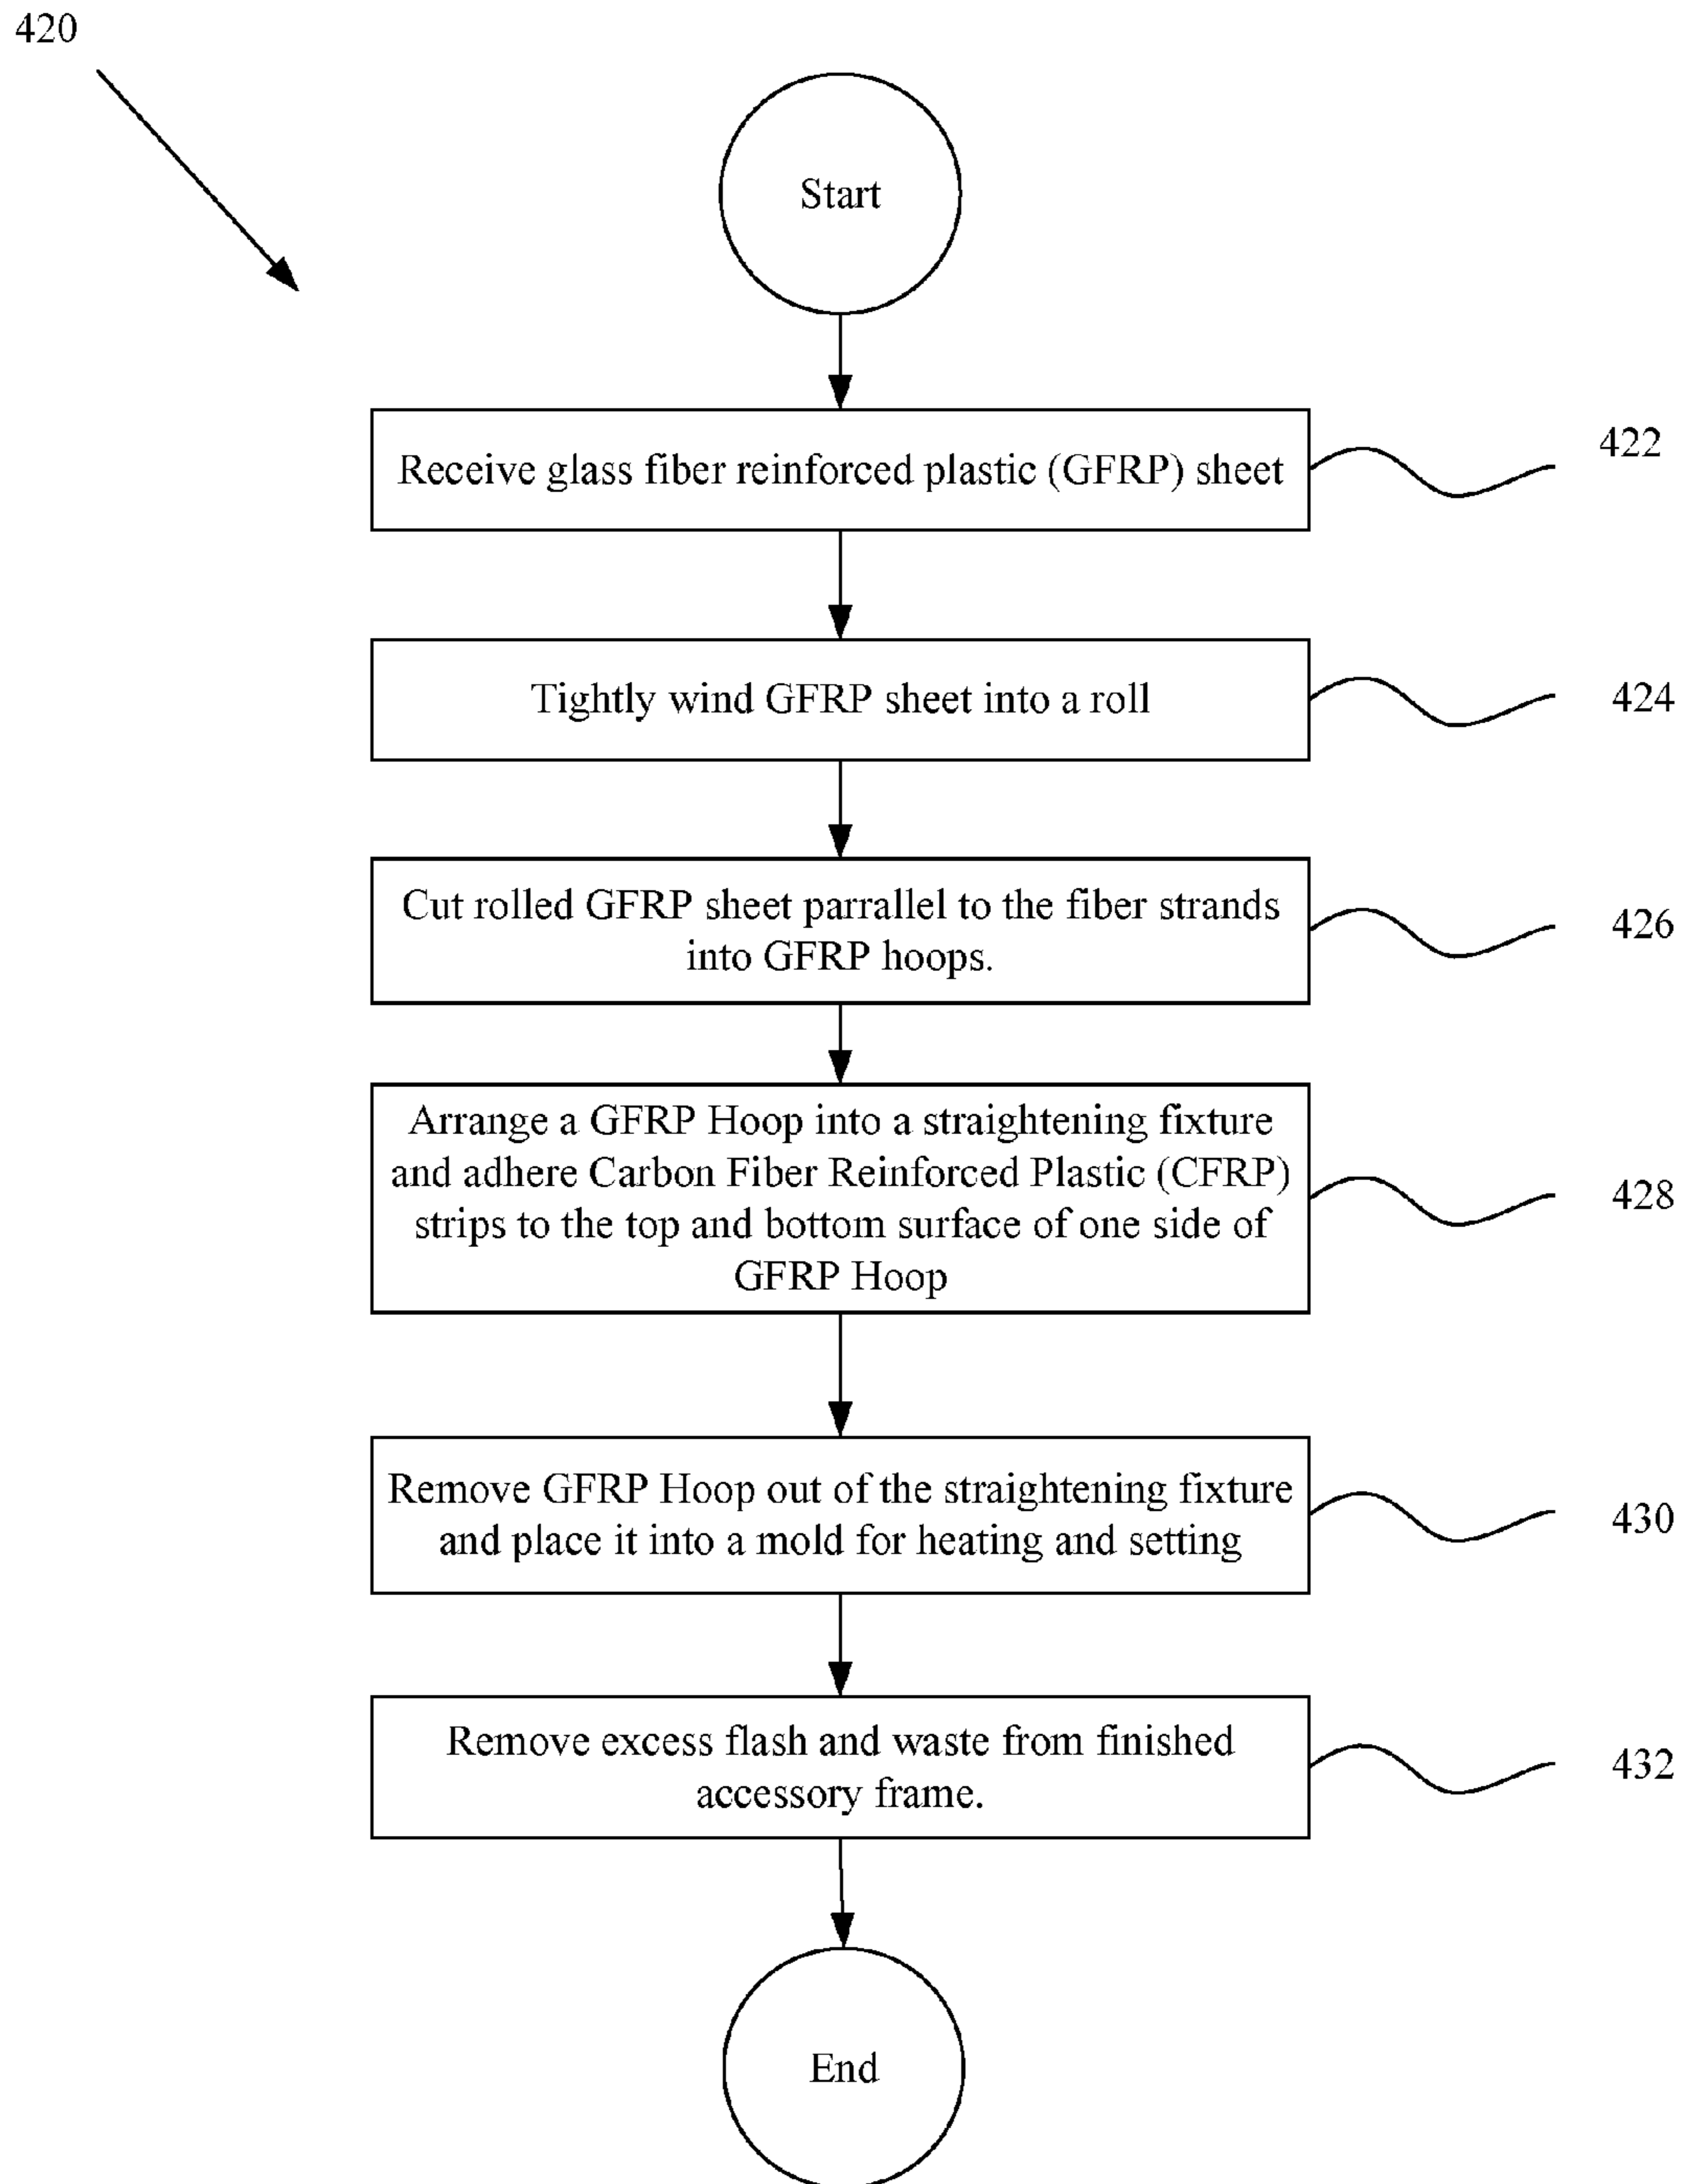 420
Start
Receive glass fiber reinforced plastic (GFRP) sheet
422
Tightly wind GFRP sheet into a roll
424
Cut rolled GFRP sheet parrallel to the fiber strands
into GFRP hoops.
426
Arrange a GFRP Hoop into a straightening fixture
and adhere Carbon Fiber Reinforced Plastic (CFRP)
strips to the top and bottom surface of one side of
GFRP Hoop
428
Remove GFRP Hoop out of the straightening fixture
and place it into a mold for heating and setting
430
Remove excess flash and waste from finished
accessory frame.
432
End